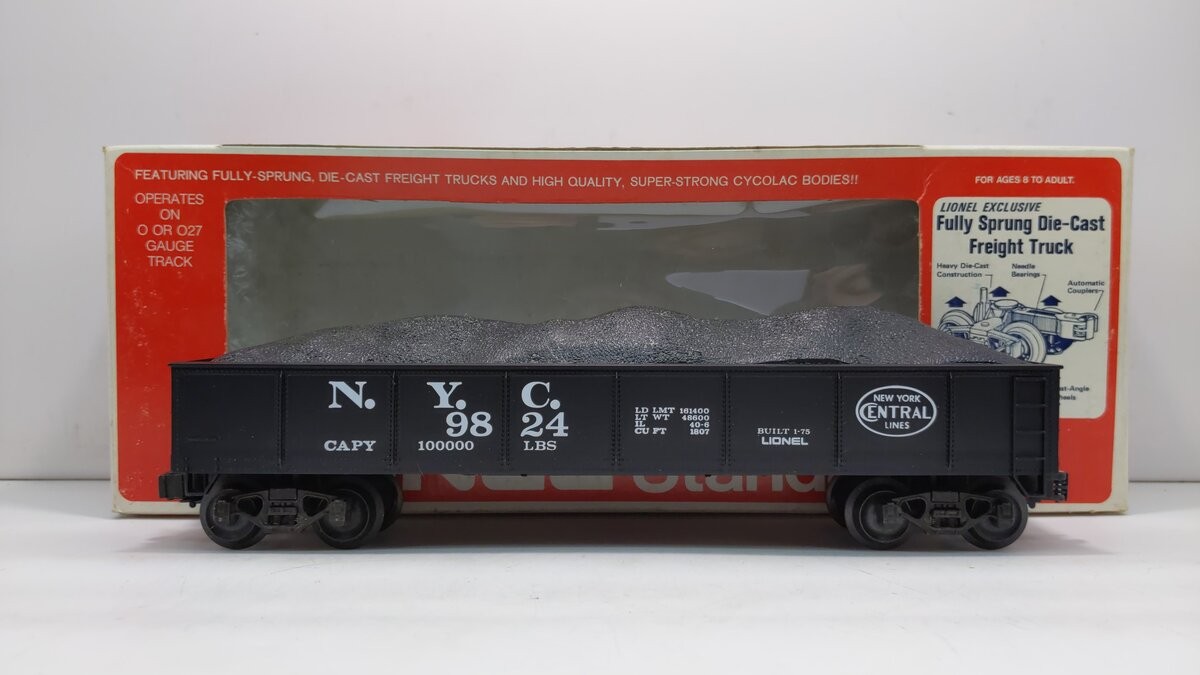 FEATURING FULLY-SPRUNG, DIE-CAST FREIGHT TRUCKS AND HIGH QUALITY, SUPER-STRONG CYCOLAC BODIES!!
FOR AGES 8 TO ADULT.
OPERATES
ON
O OR O27
GAUGE
TRACK
LIONEL EXCLUSIVE
Fully Sprung Die-Cast
Freight Truck
Heavy Die-Cast
Construction
Needle
Bearings
Automatic
Couplers
N. Y. C.
9824
CAPY 100000 LBS
LD LMT 161400
LT WT 48600
IL 40-6
CU FT 1807
BUILT 1-75
LIONEL
NEW YORK
CENTRAL
LINES